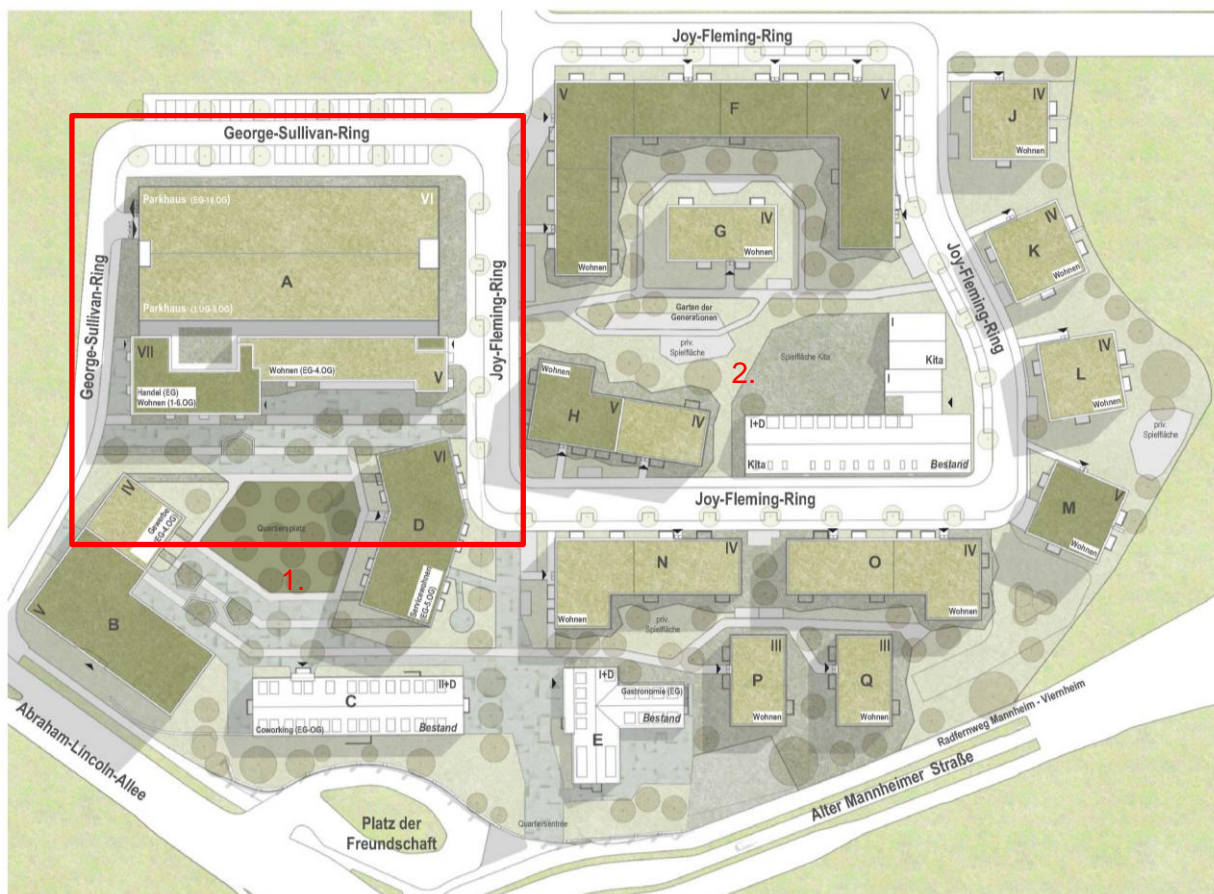 Joy-Fleming-Ring
George-Sullivan-Ring
Parkhaus
VI
A
Parkhaus
George-Sullivan-Ring
Joy-Fleming-Ring
VII
Wohnen (EG-4.OG)
V
Handel (EG)
Wohnen (1-6.OG)
V
F
V
Wohnen
IV
G
Wohnen
Garten der
Generationen
priv.
Spielfläche
2.
Spielfläche Kita
I
Kita
I
I+D
Kita
Bestand
Wohnen
H
V
IV
Joy-Fleming-Ring
Joy-Fleming-Ring
IV
J
Wohnen
IV
K
Wohnen
IV
L
Wohnen
priv.
Spielfläche
V
M
Wohnen
IV
Gewerbe
(EG-4.OG)
Quartiersplatz
1.
VI
D
Servicewohnen
(EG-5.OG)
V
B
II+D
C
Coworking (EG-OG)
Bestand
I+D
Gastronomie (EG)
Bestand
E
N
IV
Wohnen
O
IV
Wohnen
priv.
Spielfläche
III
P
Wohnen
III
Q
Wohnen
Abraham-Lincoln-Allee
Platz der
Freundschaft
Quartiersentrée
Radfernweg Mannheim - Viernheim
Alter Mannheimer Straße